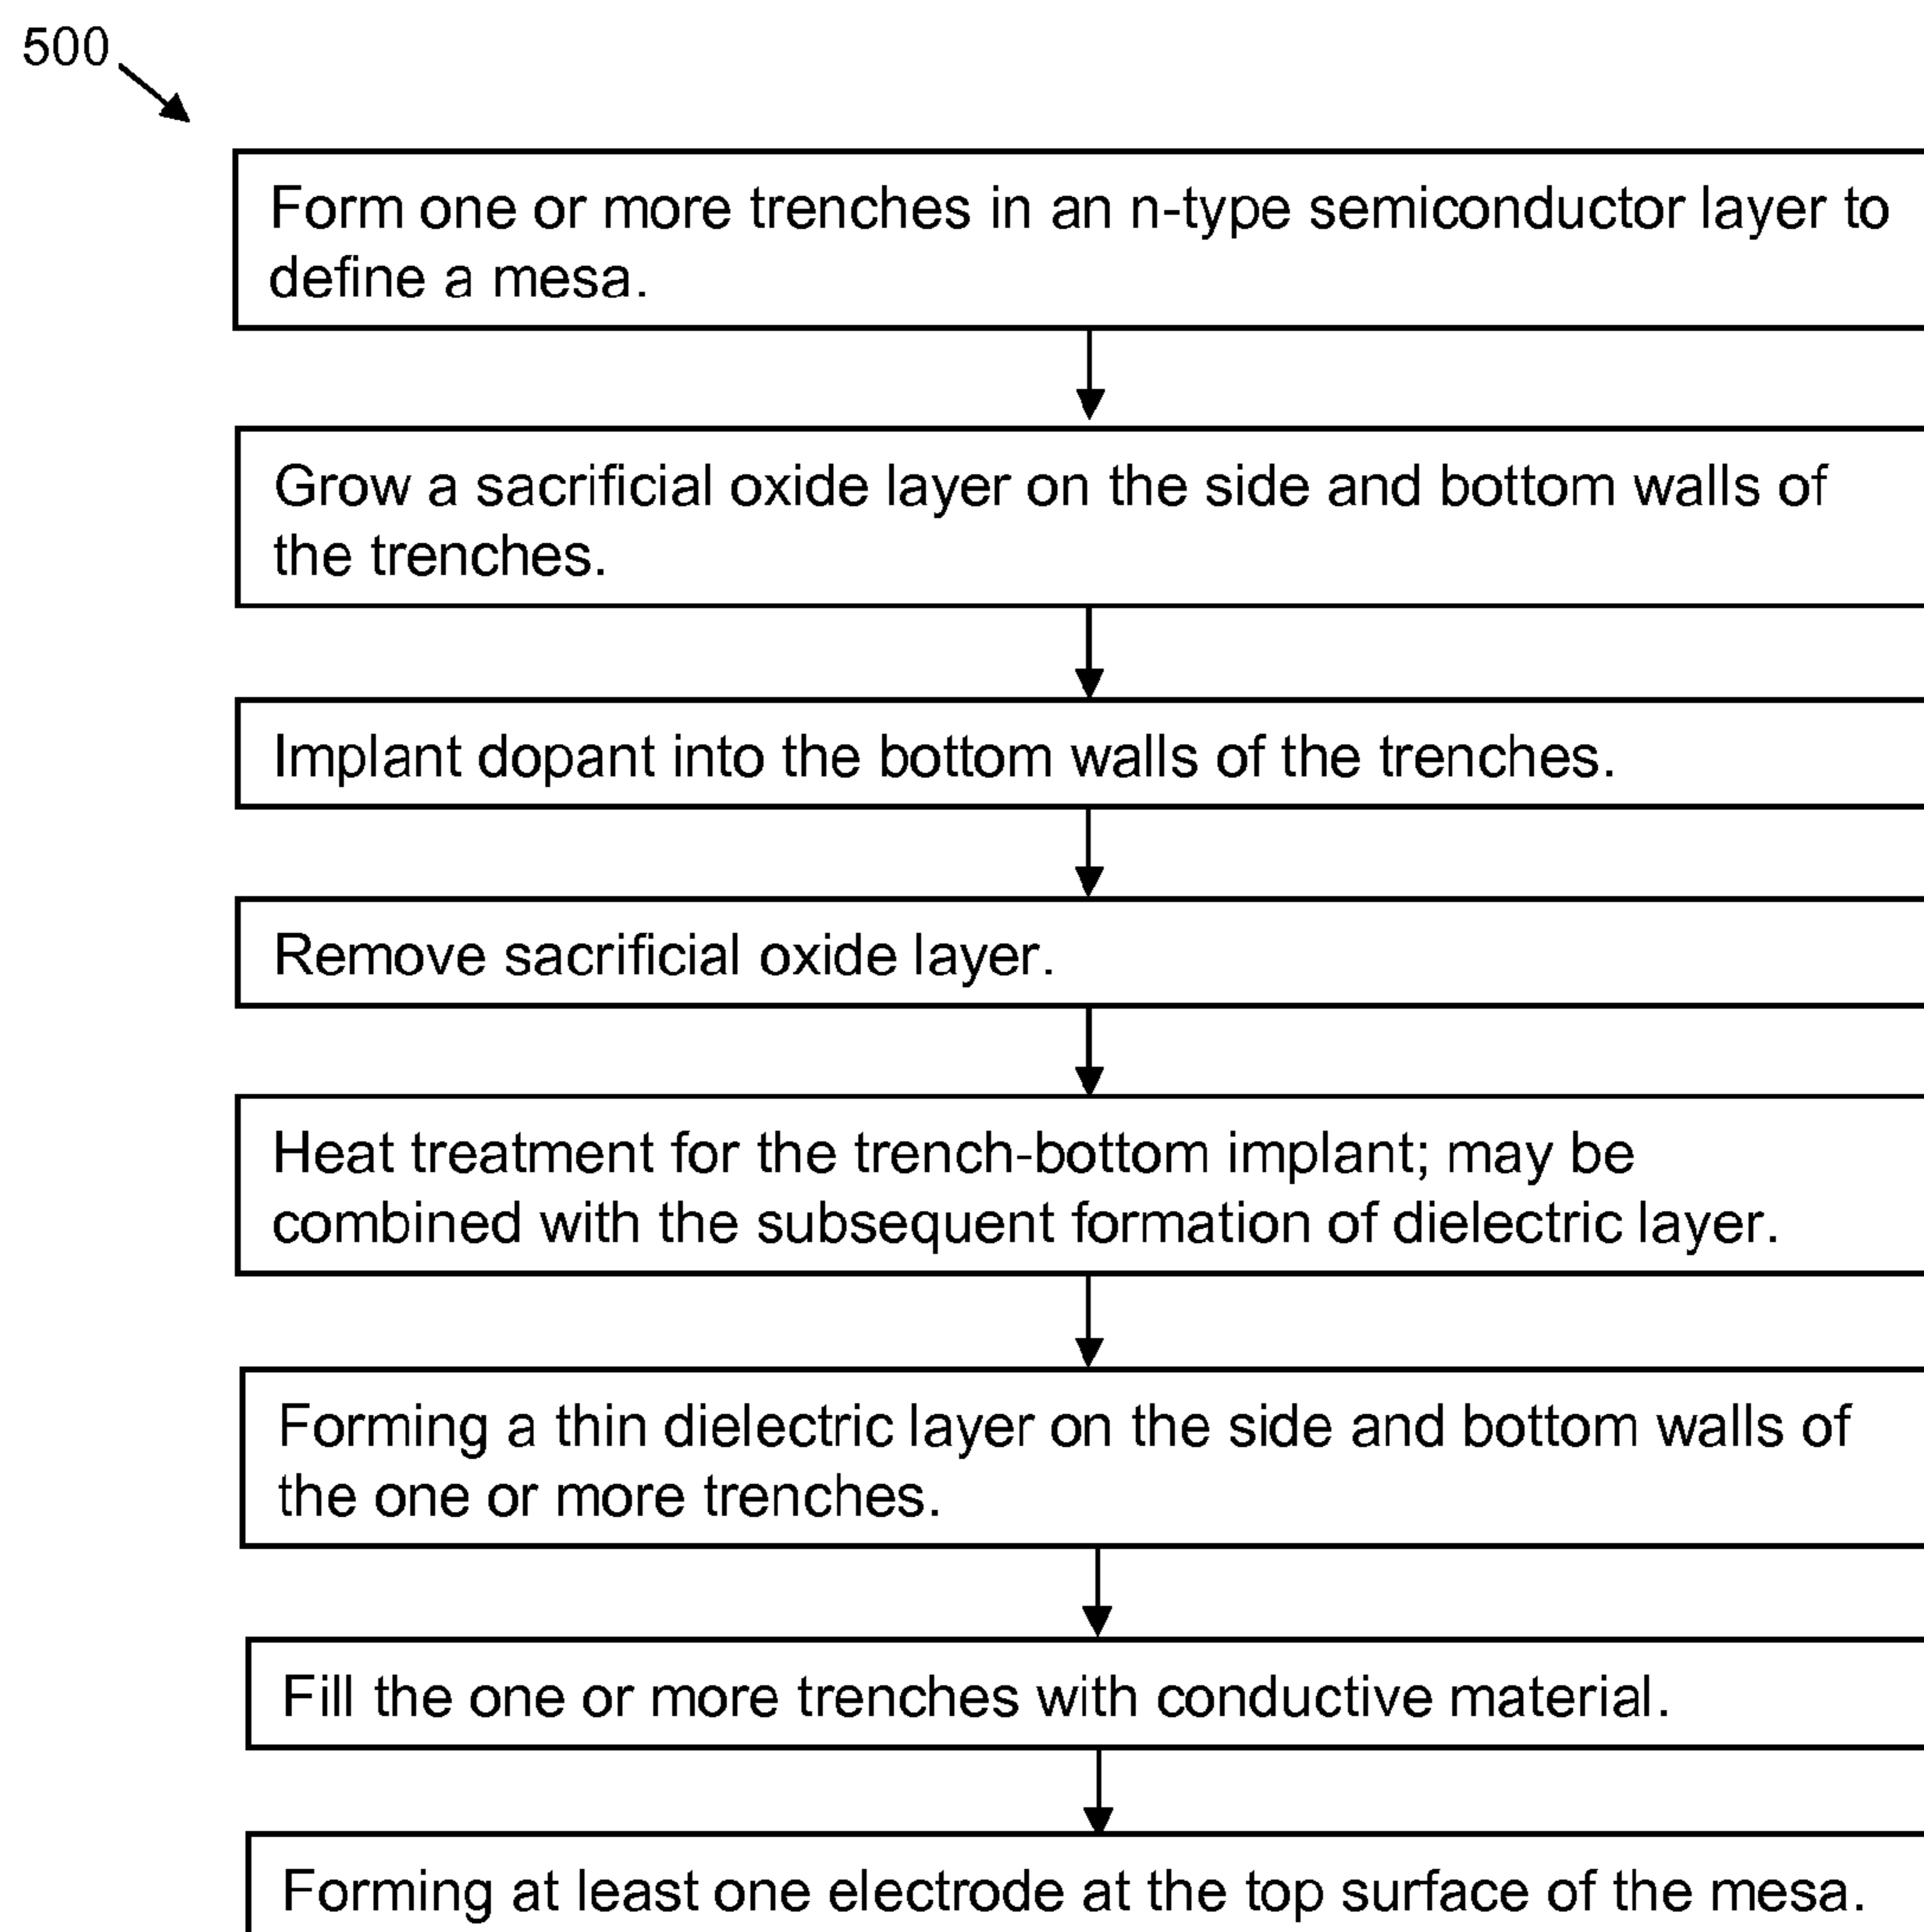 500
Form one or more trenches in an n-type semiconductor layer to
define a mesa.
Grow a sacrificial oxide layer on the side and bottom walls of
the trenches.
Implant dopant into the bottom walls of the trenches.
Remove sacrificial oxide layer.
Heat treatment for the trench-bottom implant; may be
combined with the subsequent formation of dielectric layer.
Forming a thin dielectric layer on the side and bottom walls of
the one or more trenches.
Fill the one or more trenches with conductive material.
Forming at least one electrode at the top surface of the mesa.